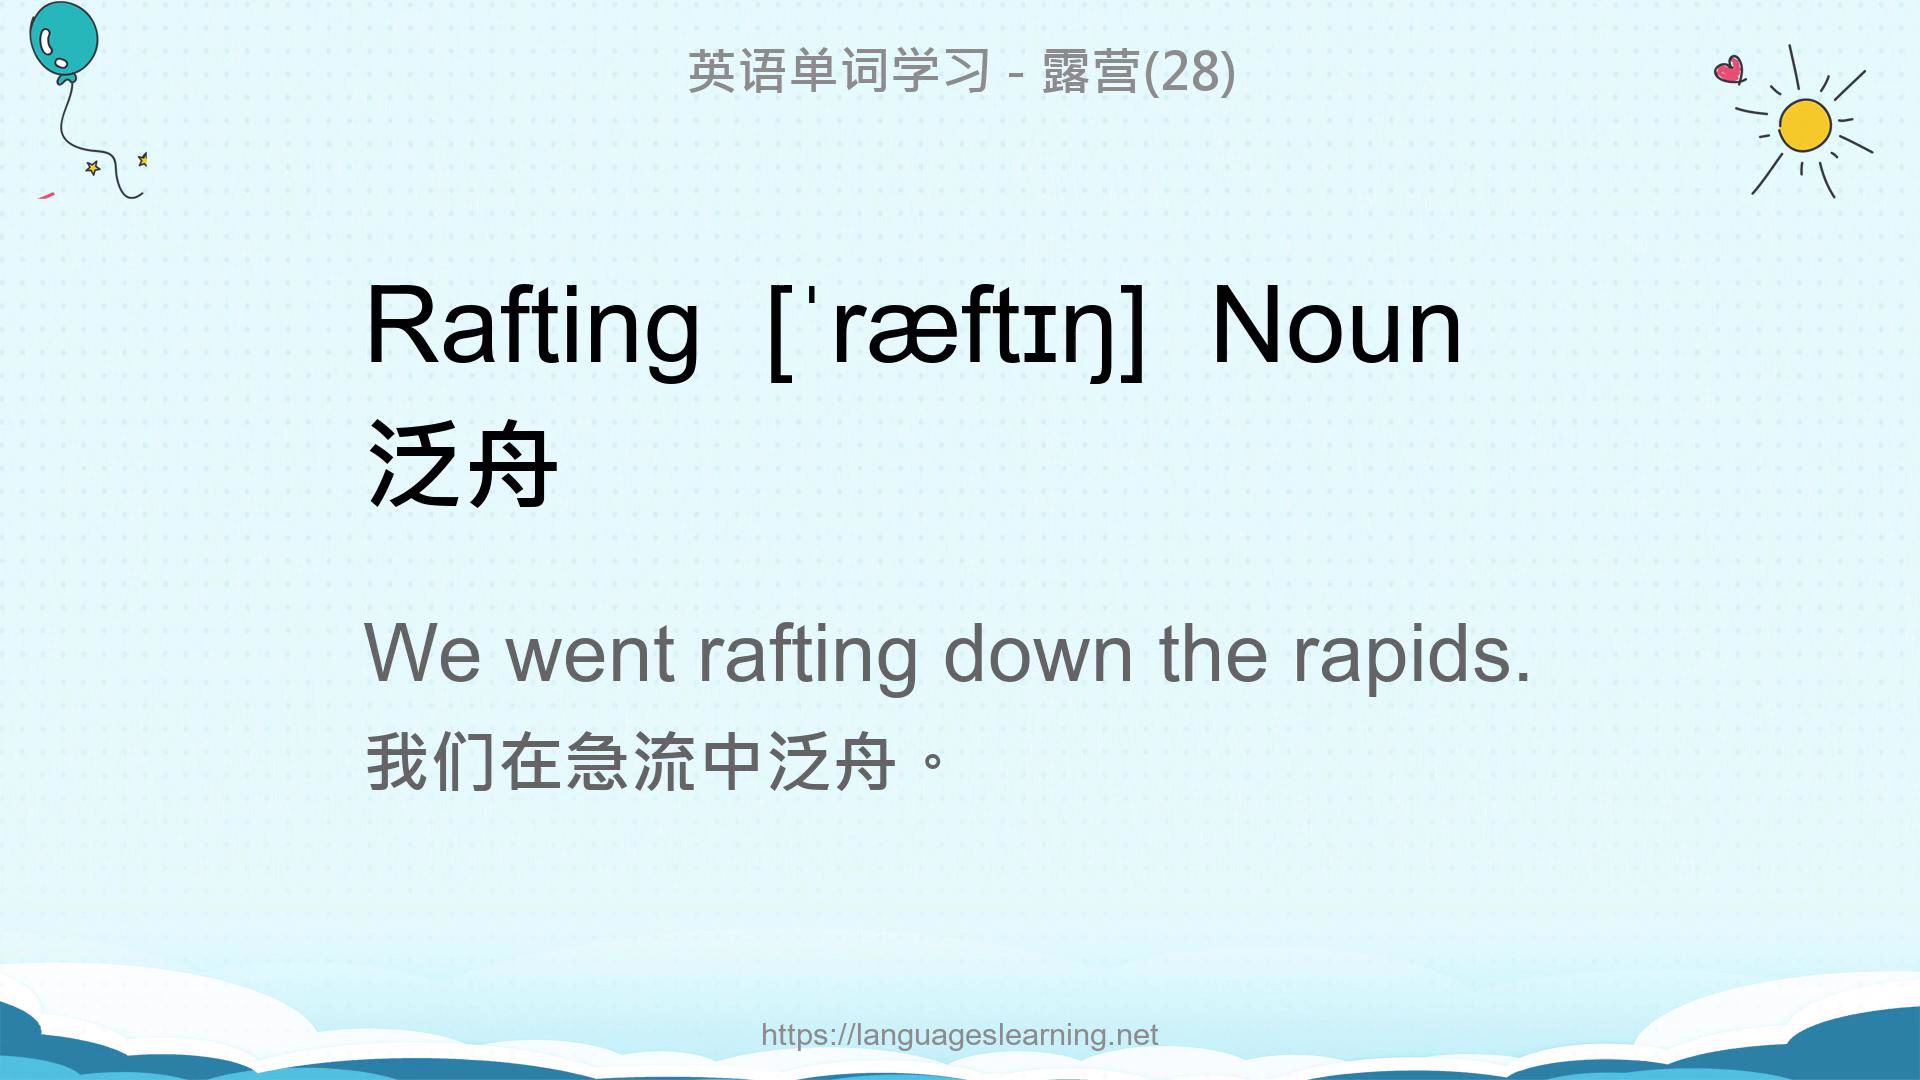 英语单词学习 - 露营(28)
Rafting [ˈræftɪŋ] Noun
泛舟
We went rafting down the rapids.
我们在急流中泛舟。
https://languageslearning.net